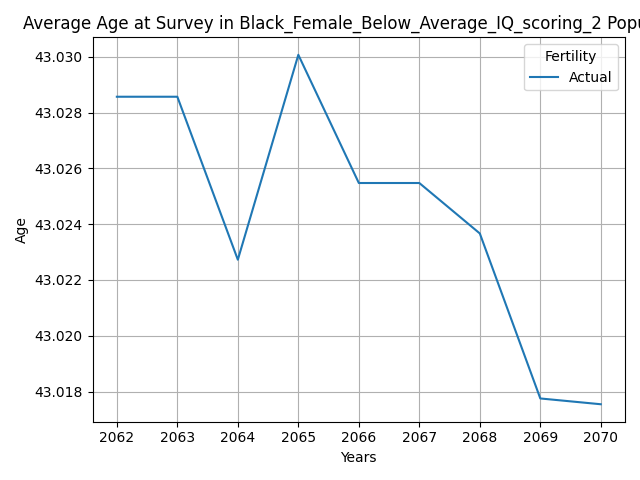 Average Age at Survey in Black_Female_Below_Average_IQ_scoring_2 Popu
Fertility
Actual
43.030
43.028
43.026
43.024
43.022
43.020
43.018
Age
2062 2063 2064 2065 2066 2067 2068 2069 2070
Years